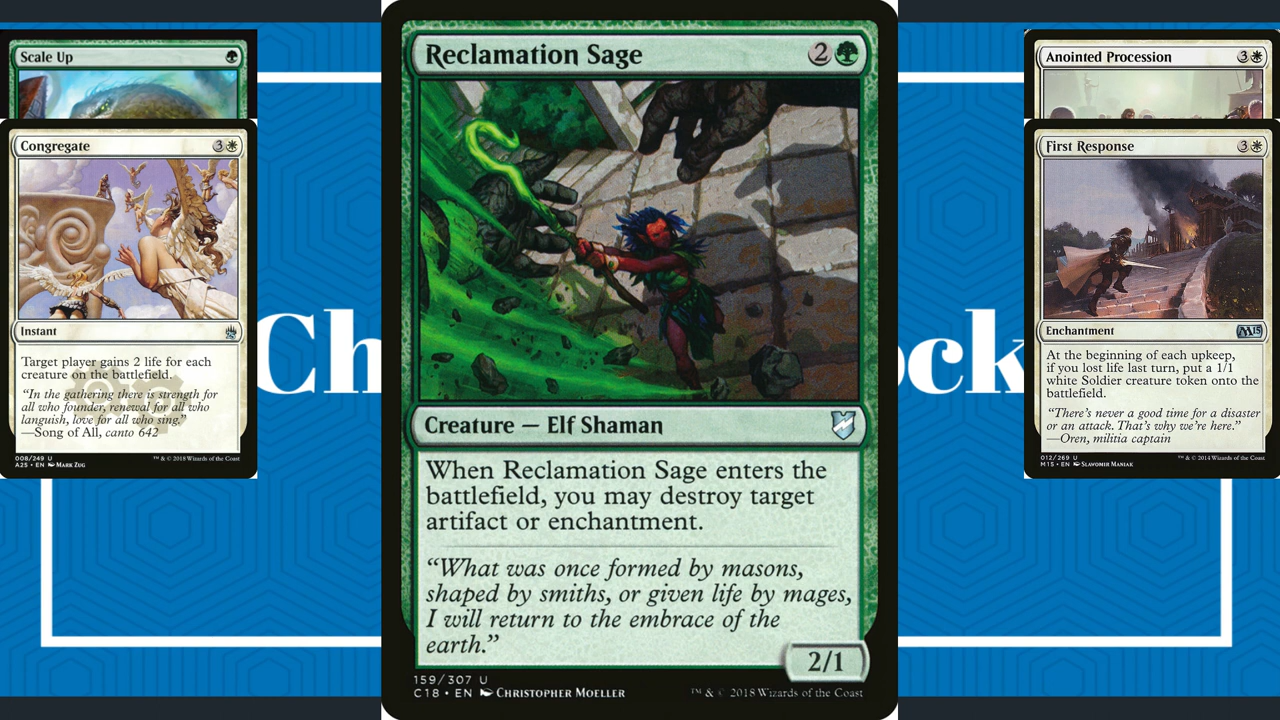 Scale Up
Congregate 3
Instant
Target player gains 2 life for each
creature on the battlefield.
“In the gathering there is strength for
all who founder, renewal for all who
languish, love for all who sing.”
—Song of All, canto 642
008/249 U
A25 • EN MARK ZUG
™ & © 2018 Wizards of the Coast
Ch
Reclamation Sage 2
Creature — Elf Shaman
When Reclamation Sage enters the
battlefield, you may destroy target
artifact or enchantment.
“What was once formed by masons,
shaped by smiths, or given life by mages,
I will return to the embrace of the
earth.”
2/1
159/307 U
C18 • EN CHRISTOPHER MOELLER
™ & © 2018 Wizards of the Coast
ock
Anointed Procession 3
First Response 3
Enchantment
M15
At the beginning of each upkeep,
if you lost life last turn, put a 1/1
white Soldier creature token onto the
battlefield.
“There’s never a good time for a disaster
or an attack. That’s why we’re here.”
—Oren, militia captain
012/269 U
M15 • EN SLAWOMIR MANIAK
™ & © 2014 Wizards of the Coast